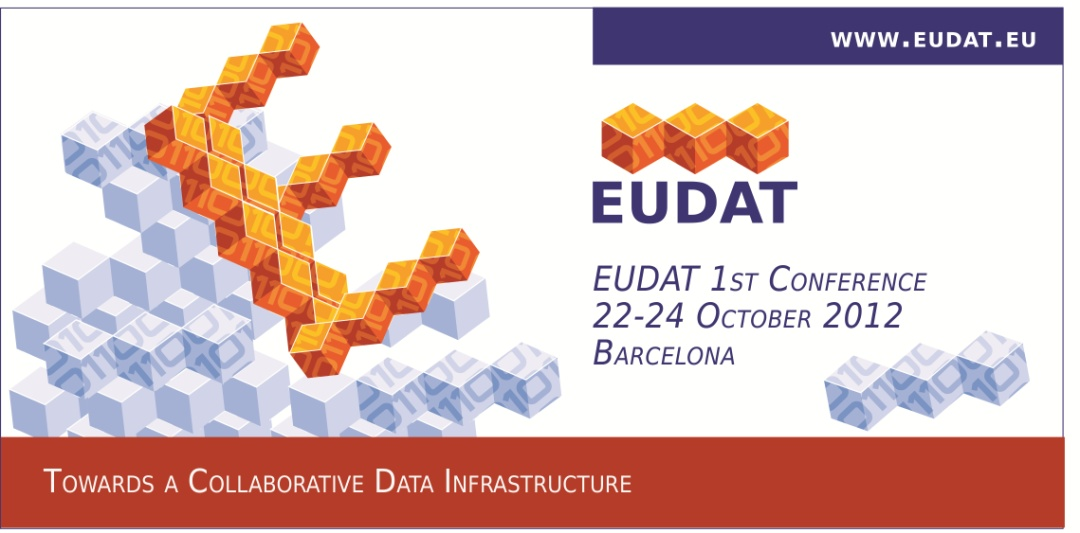 WWW.EUDAT.EU
EUDAT
EUDAT 1ST CONFERENCE
22-24 OCTOBER 2012
BARCELONA
TOWARDS A COLLABORATIVE DATA INFRASTRUCTURE